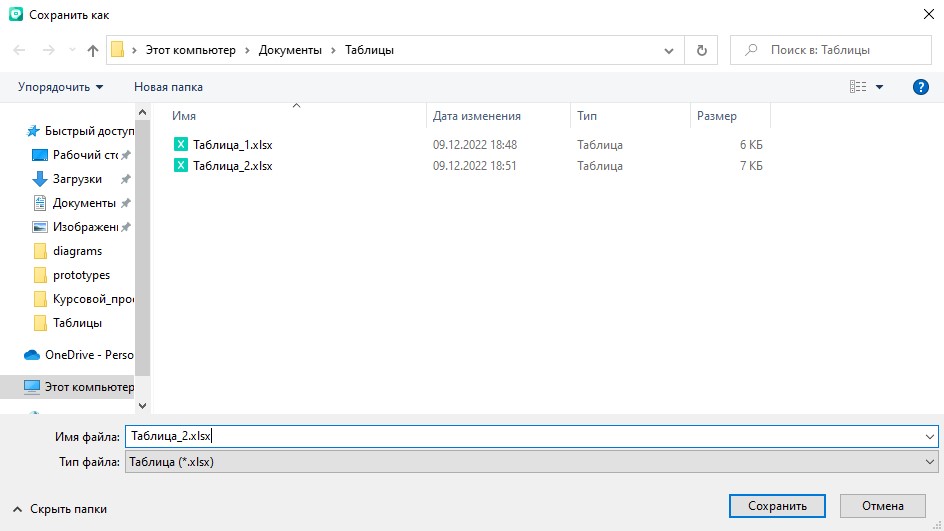 Сохранить как
Этот компьютер > Документы > Таблицы
Поиск в: Таблицы
Упорядочить
Новая папка
?
Имя Дата изменения Тип Размер
Таблица_1.xlsx 09.12.2022 18:48 Таблица 6 КБ
Таблица_2.xlsx 09.12.2022 18:51 Таблица 7 КБ
Быстрый доступ
Рабочий сто
Загрузки
Документы
Изображени
diagrams
prototypes
Курсовой_прое
Таблицы
OneDrive - Perso
Этот компьютер
Имя файла: Таблица_2.xlsx
Тип файла: Таблица (*.xlsx)
Скрыть папки
Сохранить
Отмена